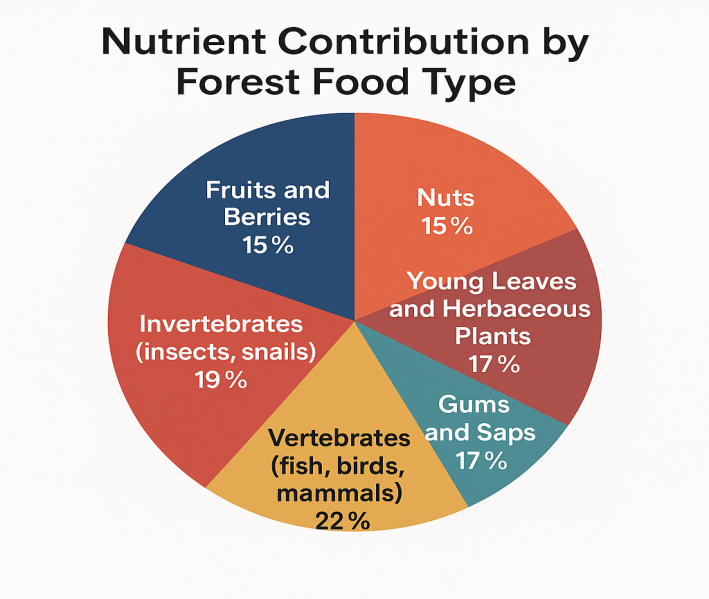 Nutrient Contribution by
Forest Food Type
Fruits and
Berries
15%
Nuts
15%
Young Leaves
and Herbaceous
Plants
17%
Invertebrates
(insects, snails)
19%
Gums
and Saps
17%
Vertebrates
(fish, birds,
mammals)
22%